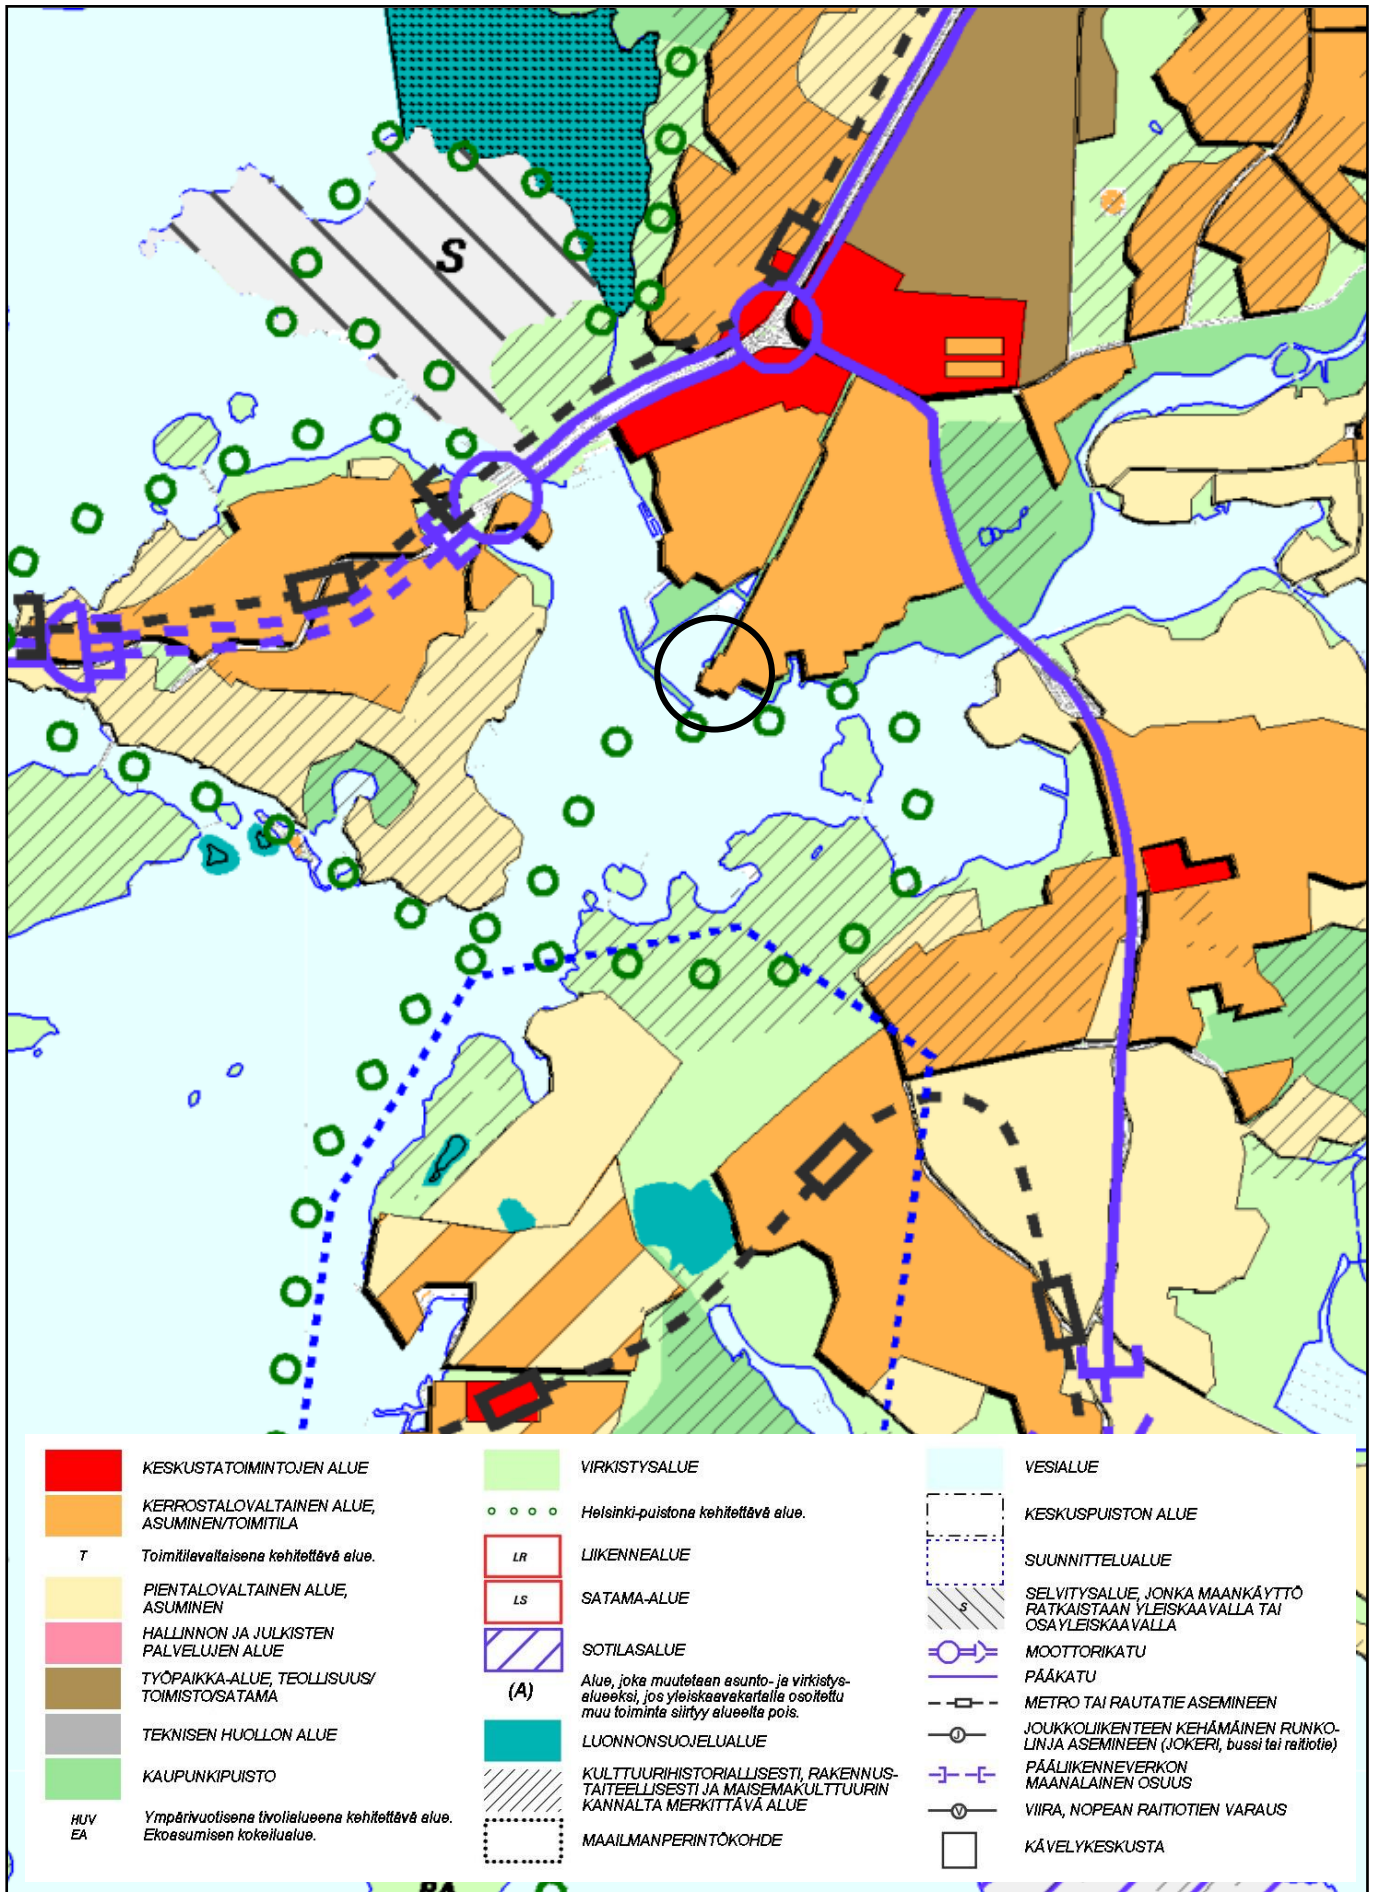 S
KESKUSTATOIMINTOJEN ALUE
KERROSTALOVALTAINEN ALUE,
ASUMINEN/TOIMITILA
T
Toimitilavaltaisena kehitettävä alue.
PIENTALOVALTAINEN ALUE,
ASUMINEN
HALLINNON JA JULKISTEN
PALVELUJEN ALUE
TYÖPAIKKA-ALUE, TEOLLISUUS/
TOIMISTO/SATAMA
TEKNISEN HUOLLON ALUE
KAUPUNKIPUISTO
HUV
Ympärivuotisena tivolialueena kehitettävä alue.
EA
Ekoasumisen kokeilualue.
VIRKISTYSALUE
Helsinki-puistona kehitettävä alue.
LR
LIIKENNEALUE
LS
SATAMA-ALUE
SOTILASALUE
(A)
Alue, joka muutetaan asunto- ja virkistys-
alueeksi, jos yleiskaavakartalla osoitettu
muu toiminta siirtyy alueelta pois.
LUONNONSUOJELUALUE
KULTTUURIHISTORIALLISESTI, RAKENNUS-
TAITEELLISESTI JA MAISEMAKULTTUURIN
KANNALTA MERKITTÄVÄ ALUE
MAAILMANPERINTÖKOHDE
VESIALUE
KESKUSPUISTON ALUE
SUUNNITTELUALUE
S
SELVITYSALUE, JONKA MAANKÄYTTÖ
RATKAISTAAN YLEISKAAVALLA TAI
OSAYLEISKAAVALLA
MOOTTORIKATU
PÄÄKATU
METRO TAI RAUTATIE ASEMINEEN
J
JOUKKOLIIKENTEEN KEHÄMÄINEN RUNKO-
LINJA ASEMINEEN (JOKERI, bussi tai raitiotie)
PÄÄLIIKENNEVERKON
MAANALAINEN OSUUS
V
VIIRA, NOPEAN RAITIOTIEN VARAUS
KÄVELYKESKUSTA